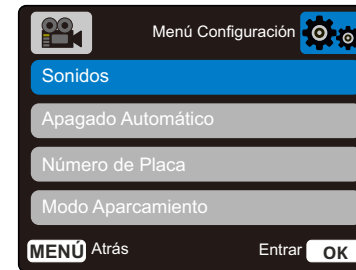 Menú Configuración
Sonidos
Apagado Automático
Número de Placa
Modo Aparcamiento
MENÚ Atrás Entrar OK